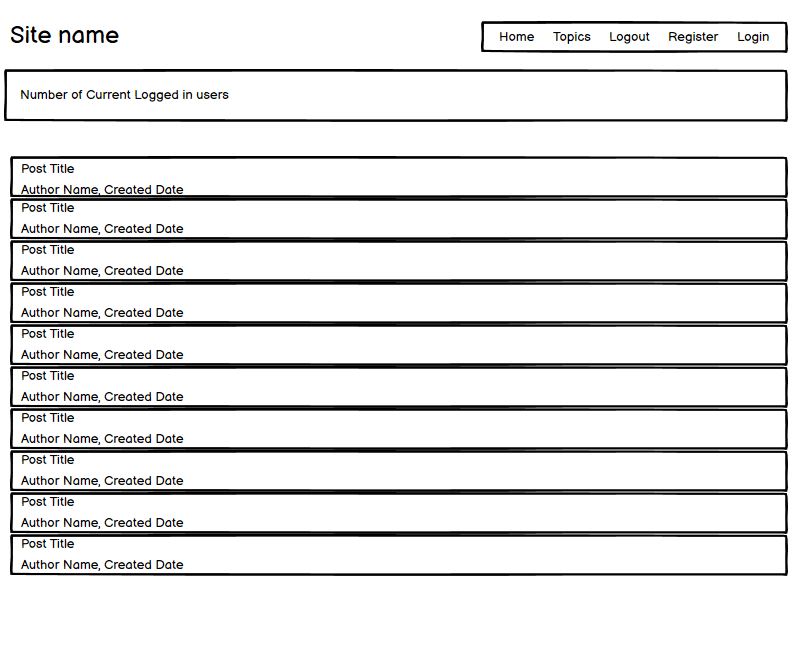 Site name
Home Topics Logout Register Login
Number of Current Logged in users
Post Title
Author Name, Created Date
Post Title
Author Name, Created Date
Post Title
Author Name, Created Date
Post Title
Author Name, Created Date
Post Title
Author Name, Created Date
Post Title
Author Name, Created Date
Post Title
Author Name, Created Date
Post Title
Author Name, Created Date
Post Title
Author Name, Created Date
Post Title
Author Name, Created Date